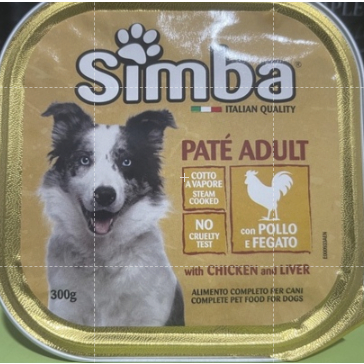 Simba
ITALIAN QUALITY
PATÉ ADULT
COTTO
A VAPORE
STEAM
COOKED
NO
CRUELTY
TEST
con POLLO
E FEGATO
with CHICKEN and LIVER
300g
ALIMENTO COMPLETO PER CANI
COMPLETE PET FOOD FOR DOGS